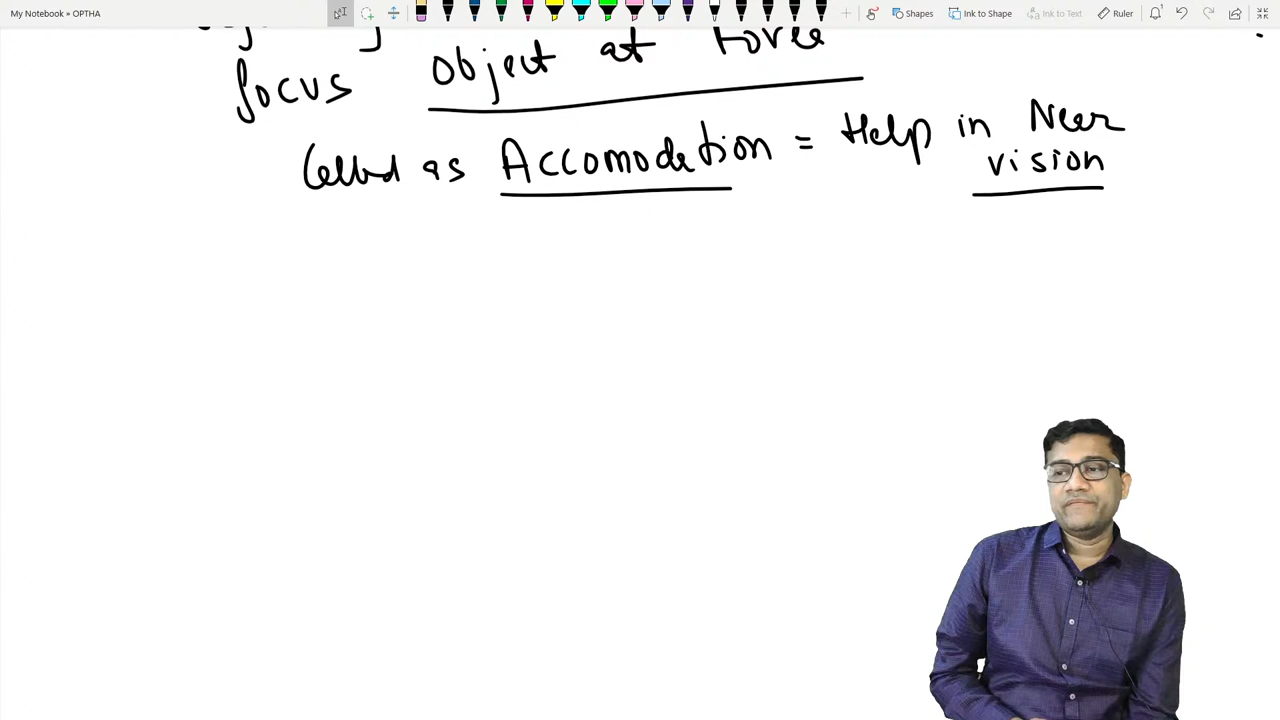 My Notebook » OPTHA
Shapes
Ink to Shape
Ink to Text
Ruler
focus object at Fovea
Called as Accomodation = Help in Near
vision